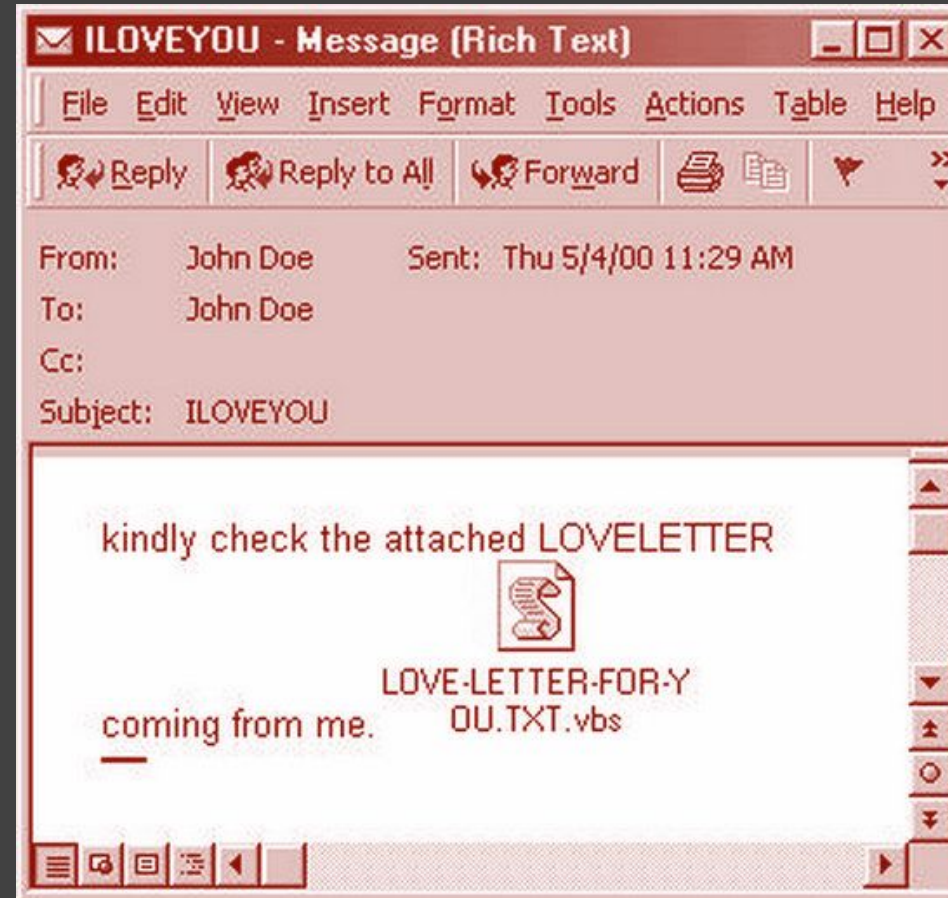 ILOVEYOU - Message (Rich Text)
File Edit View Insert Format Tools Actions Table Help
Reply Reply to All Forward
From: John Doe Sent: Thu 5/4/00 11:29 AM
To: John Doe
Cc:
Subject: ILOVEYOU
kindly check the attached LOVELETTER
LOVE-LETTER-FOR-Y
OU.TXT.vbs
coming from me.